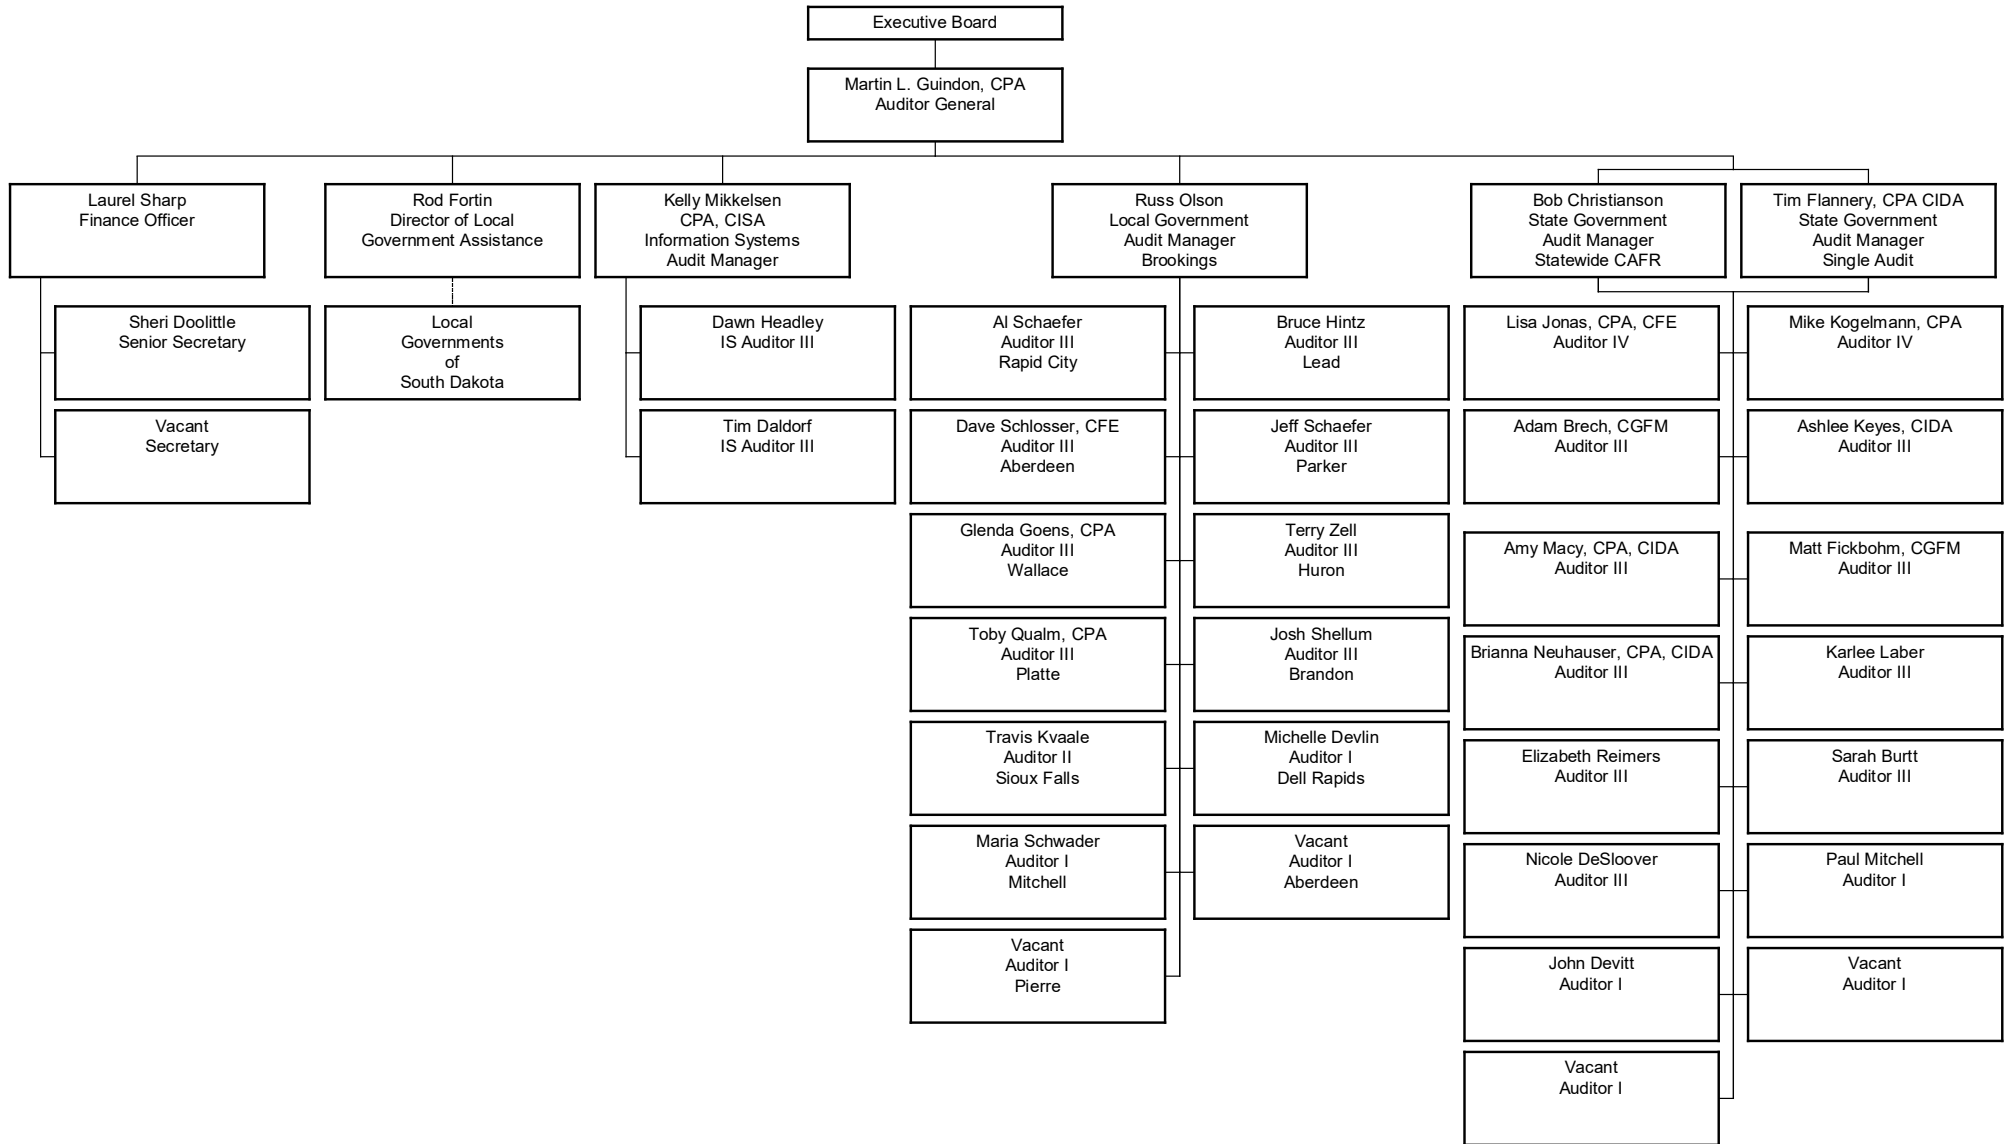 Executive Board
Martin L. Guindon, CPA
Auditor General
Laurel Sharp
Finance Officer
Rod Fortin
Director of Local
Government Assistance
Kelly Mikkelsen
CPA, CISA
Information Systems
Audit Manager
Russ Olson
Local Government
Audit Manager
Brookings
Bob Christianson
State Government
Audit Manager
Statewide CAFR
Tim Flannery, CPA CIDA
State Government
Audit Manager
Single Audit
Sheri Doolittle
Senior Secretary
Vacant
Secretary
Local
Governments
of
South Dakota
Dawn Headley
IS Auditor III
Tim Daldorf
IS Auditor III
Al Schaefer
Auditor III
Rapid City
Bruce Hintz
Auditor III
Lead
Dave Schlosser, CFE
Auditor III
Aberdeen
Jeff Schaefer
Auditor III
Parker
Glenda Goens, CPA
Auditor III
Wallace
Terry Zell
Auditor III
Huron
Toby Qualm, CPA
Auditor III
Platte
Josh Shellum
Auditor III
Brandon
Travis Kvaale
Auditor II
Sioux Falls
Michelle Devlin
Auditor I
Dell Rapids
Maria Schwader
Auditor I
Mitchell
Vacant
Auditor I
Aberdeen
Vacant
Auditor I
Pierre
Lisa Jonas, CPA, CFE
Auditor IV
Mike Kogelmann, CPA
Auditor IV
Adam Brech, CGFM
Auditor III
Ashlee Keyes, CIDA
Auditor III
Amy Macy, CPA, CIDA
Auditor III
Matt Fickbohm, CGFM
Auditor III
Brianna Neuhauser, CPA, CIDA
Auditor III
Karlee Laber
Auditor III
Elizabeth Reimers
Auditor III
Sarah Burtt
Auditor III
Nicole DeSloover
Auditor III
Paul Mitchell
Auditor I
John Devitt
Auditor I
Vacant
Auditor I
Vacant
Auditor I